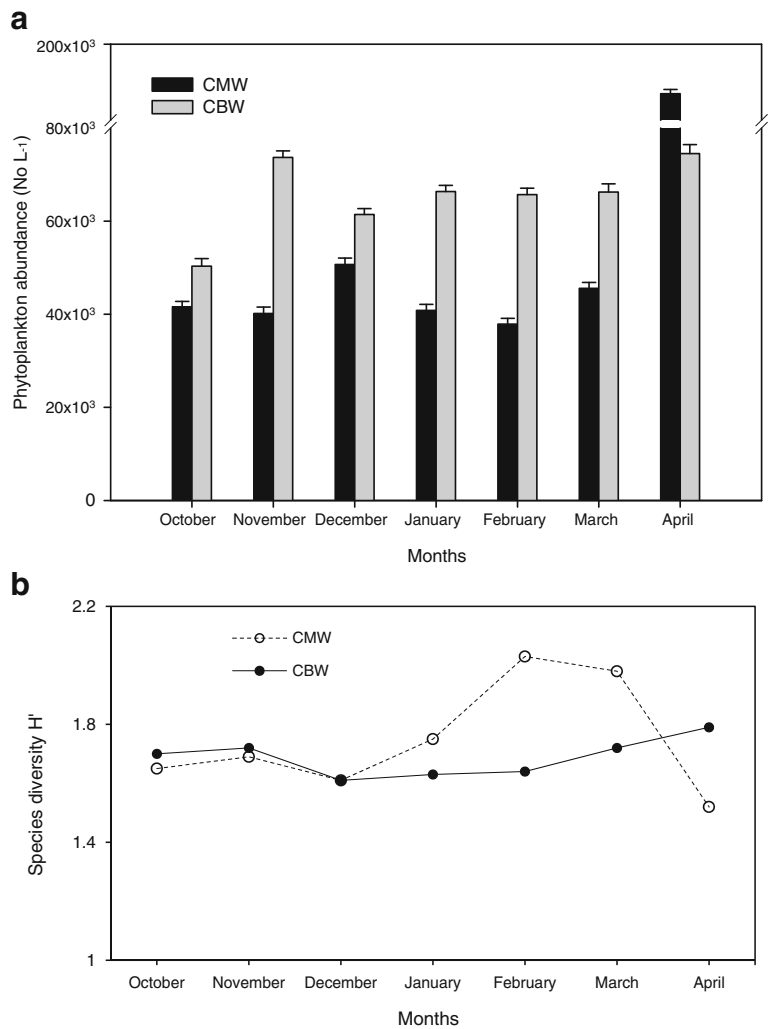 a
200x10³
CMW
CBW
80x10³
60x10³
40x10³
20x10³
0
Phytoplankton abundance (No L-1)
October November December January February March April
Months
b
2.2
CMW
CBW
1.8
1.4
1
Species diversity H'
October November December January February March April
Months